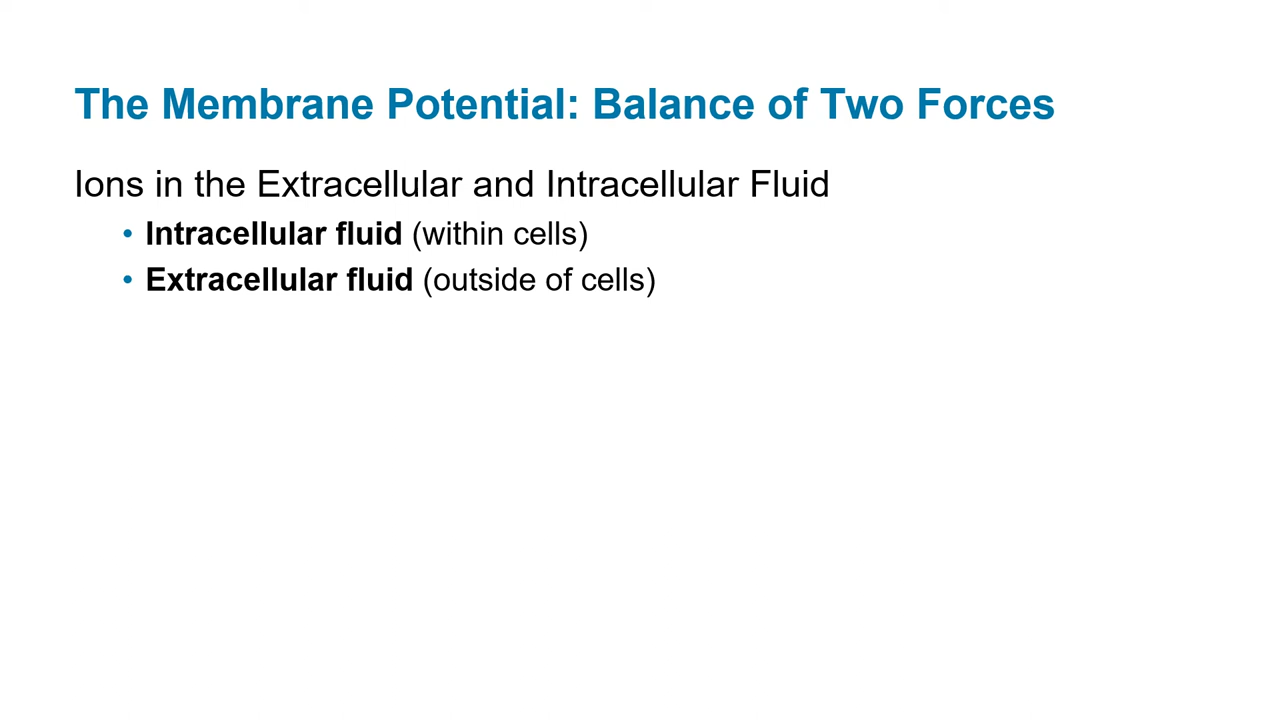 The Membrane Potential: Balance of Two Forces
Ions in the Extracellular and Intracellular Fluid
• Intracellular fluid (within cells)
• Extracellular fluid (outside of cells)